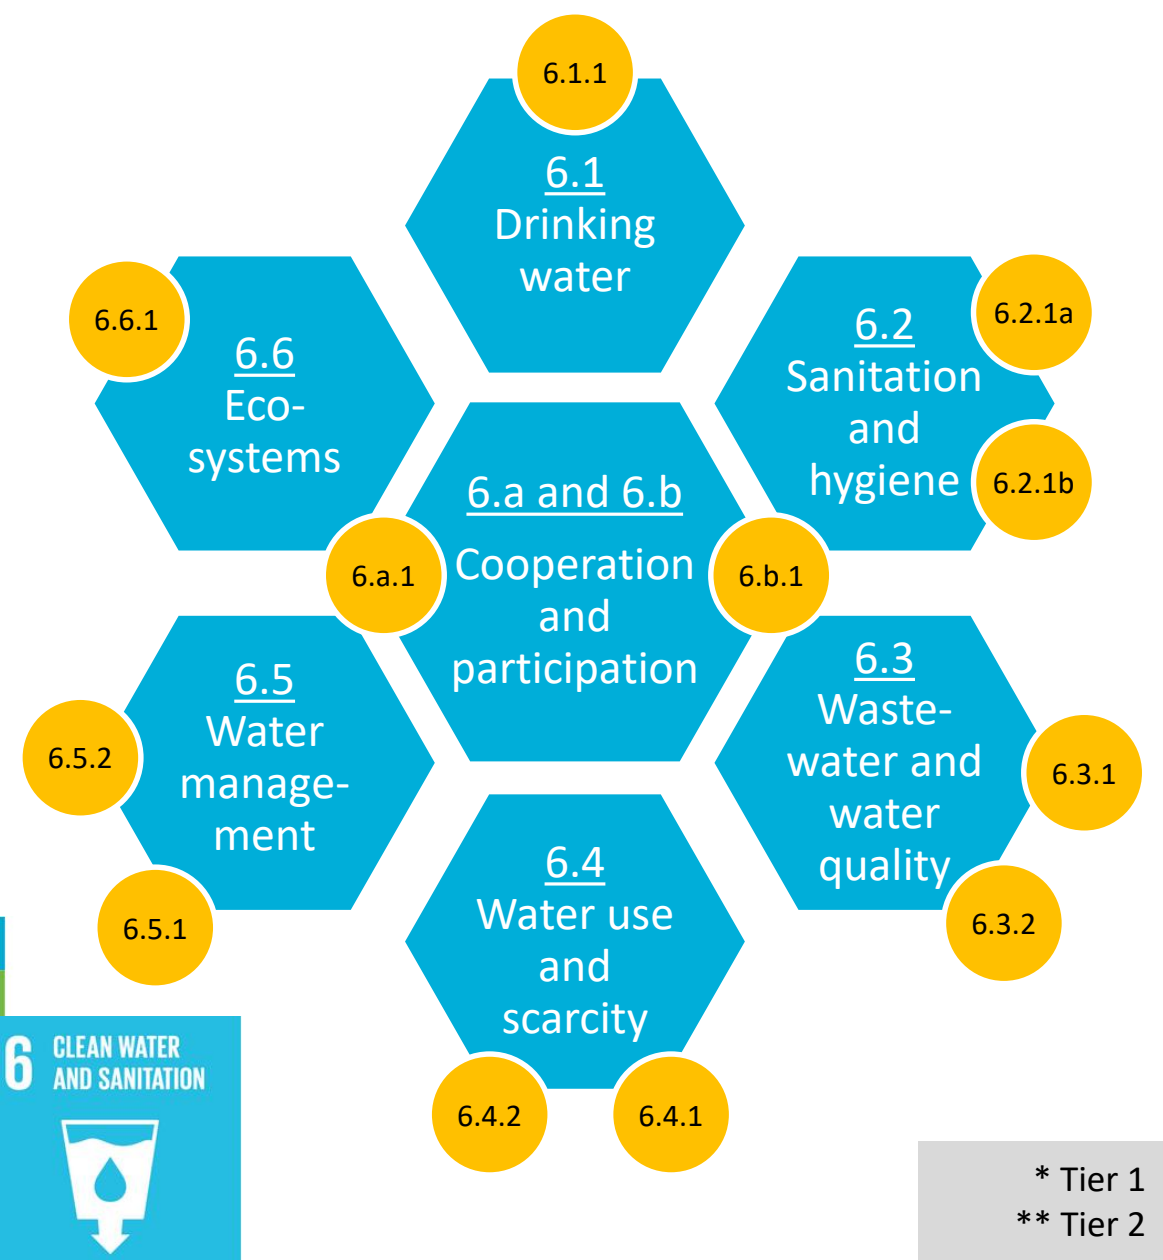 6.1.1
6.1
Drinking
water
6.6.1
6.6
Eco-
systems
6.2.1a
6.2
Sanitation
and
hygiene
6.2.1b
6.a and 6.b
6.a.1
Cooperation
and
participation
6.b.1
6.5
Water
manage-
ment
6.5.2
6.5.1
6.3
Waste-
water and
water
quality
6.3.1
6.3.2
6.4
Water use
and
scarcity
6.4.2
6.4.1
6 CLEAN WATER
AND SANITATION
* Tier 1
** Tier 2